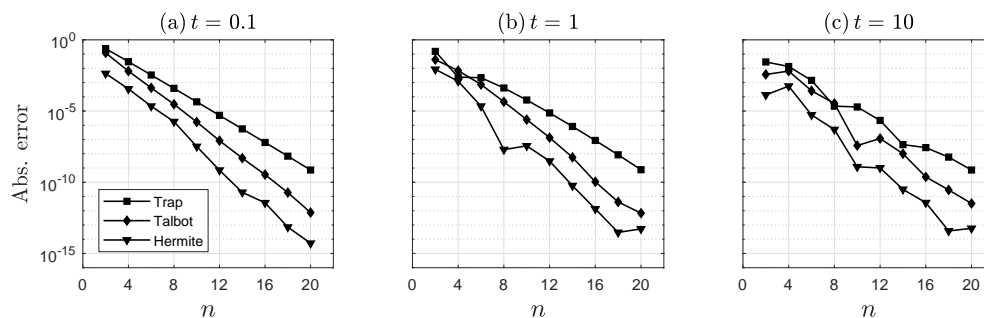 (a) t = 0.1
(b) t = 1
(c) t = 10
Abs. error
10^0
10^-5
10^-10
10^-15
Trap
Talbot
Hermite
0 4 8 12 16 20
0 4 8 12 16 20
0 4 8 12 16 20
n
n
n